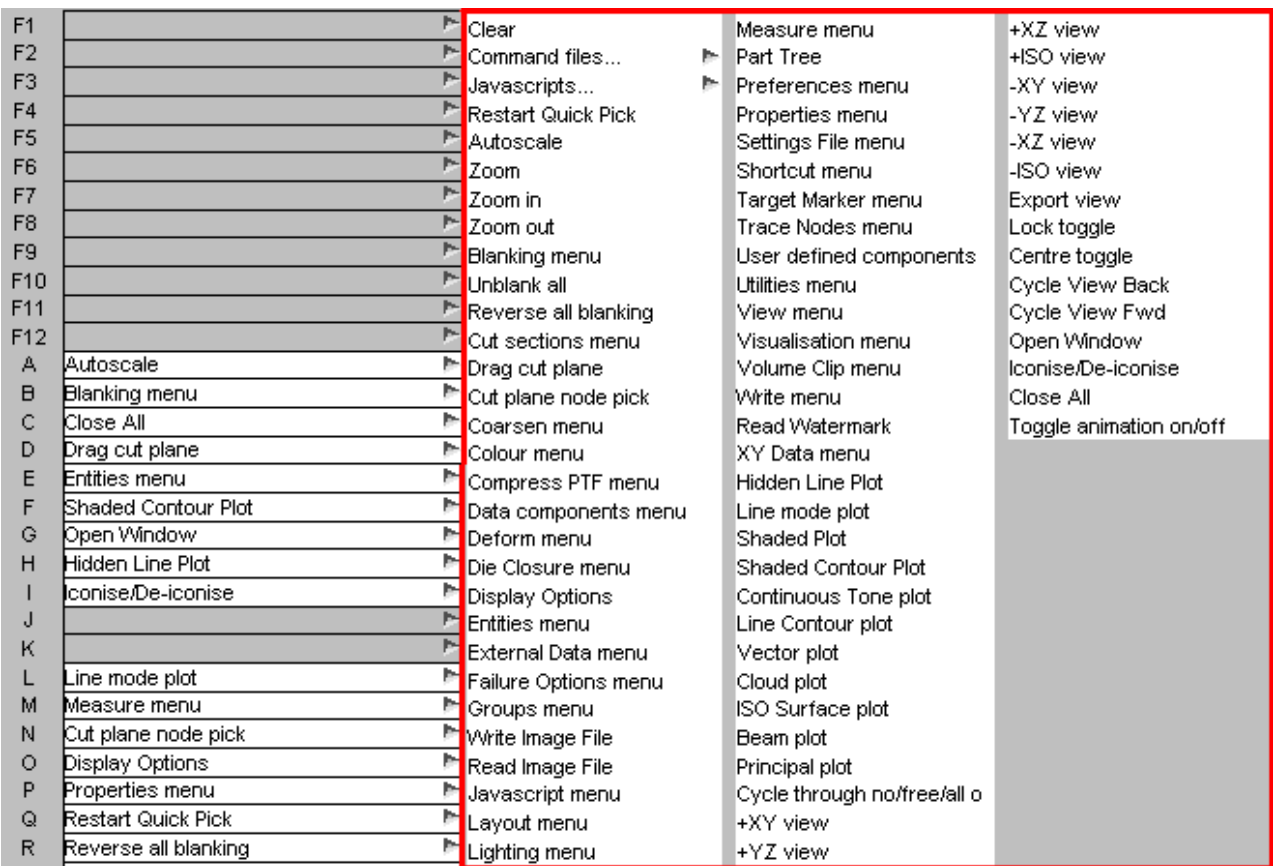 F1
F2
F3
F4
F5
F6
F7
F8
F9
F10
F11
F12
A Autoscale
B Blanking menu
C Close All
D Drag cut plane
E Entities menu
F Shaded Contour Plot
G Open Window
H Hidden Line Plot
I Iconise/De-iconise
J
K
L Line mode plot
M Measure menu
N Cut plane node pick
O Display Options
P Properties menu
Q Restart Quick Pick
R Reverse all blanking
Clear
Command files...
Javascripts...
Restart Quick Pick
Autoscale
Zoom
Zoom in
Zoom out
Blanking menu
Unblank all
Reverse all blanking
Cut sections menu
Drag cut plane
Cut plane node pick
Coarsen menu
Colour menu
Compress PTF menu
Data components menu
Deform menu
Die Closure menu
Display Options
Entities menu
External Data menu
Failure Options menu
Groups menu
Write Image File
Read Image File
Javascript menu
Layout menu
Lighting menu
Measure menu
Part Tree
Preferences menu
Properties menu
Settings File menu
Shortcut menu
Target Marker menu
Trace Nodes menu
User defined components
Utilities menu
View menu
Visualisation menu
Volume Clip menu
Write menu
Read Watermark
XY Data menu
Hidden Line Plot
Line mode plot
Shaded Plot
Shaded Contour Plot
Continuous Tone plot
Line Contour plot
Vector plot
Cloud plot
ISO Surface plot
Beam plot
Principal plot
Cycle through no/free/all o
+XY view
+YZ view
+XZ view
+ISO view
-XY view
-YZ view
-XZ view
-ISO view
Export view
Lock toggle
Centre toggle
Cycle View Back
Cycle View Fwd
Open Window
Iconise/De-iconise
Close All
Toggle animation on/off